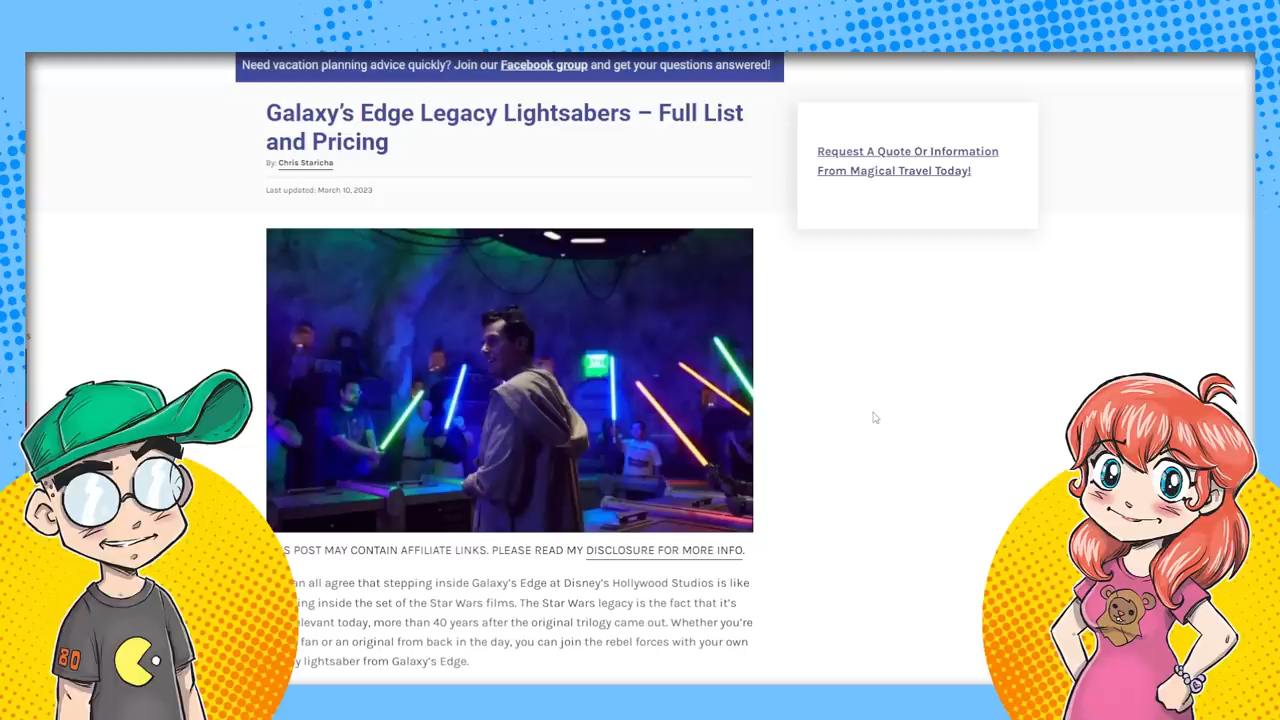 Need vacation planning advice quickly? Join our Facebook group and get your questions answered!
Galaxy's Edge Legacy Lightsabers – Full List
and Pricing
By: Chris Staricha
Last updated: March 10, 2023
Request A Quote Or Information
From Magical Travel Today!
S POST MAY CONTAIN AFFILIATE LINKS. PLEASE READ MY DISCLOSURE FOR MORE INFO.
an all agree that stepping inside Galaxy's Edge at Disney's Hollywood Studios is like
ing inside the set of the Star Wars films. The Star Wars legacy is the fact that it's
elevant today, more than 40 years after the original trilogy came out. Whether you're
fan or an original from back in the day, you can join the rebel forces with your own
y lightsaber from Galaxy's Edge.
80